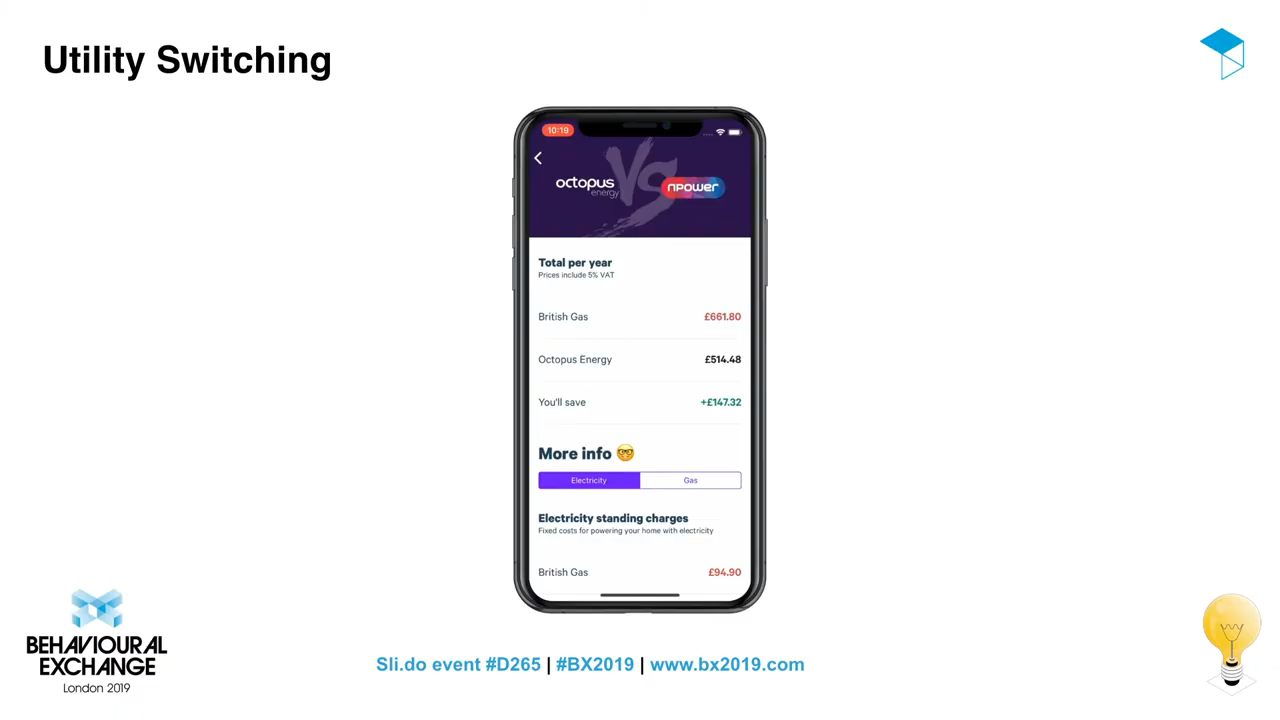 Utility Switching
10:19
VS
octopus
energy
npower
Total per year
Prices include 5% VAT
British Gas £661.80
Octopus Energy £514.48
You'll save +£147.32
More info 🤓
Electricity Gas
Electricity standing charges
Fixed costs for powering your home with electricity
British Gas £94.90
BEHAVIOURAL
EXCHANGE
London 2019
Sli.do event #D265 | #BX2019 | www.bx2019.com